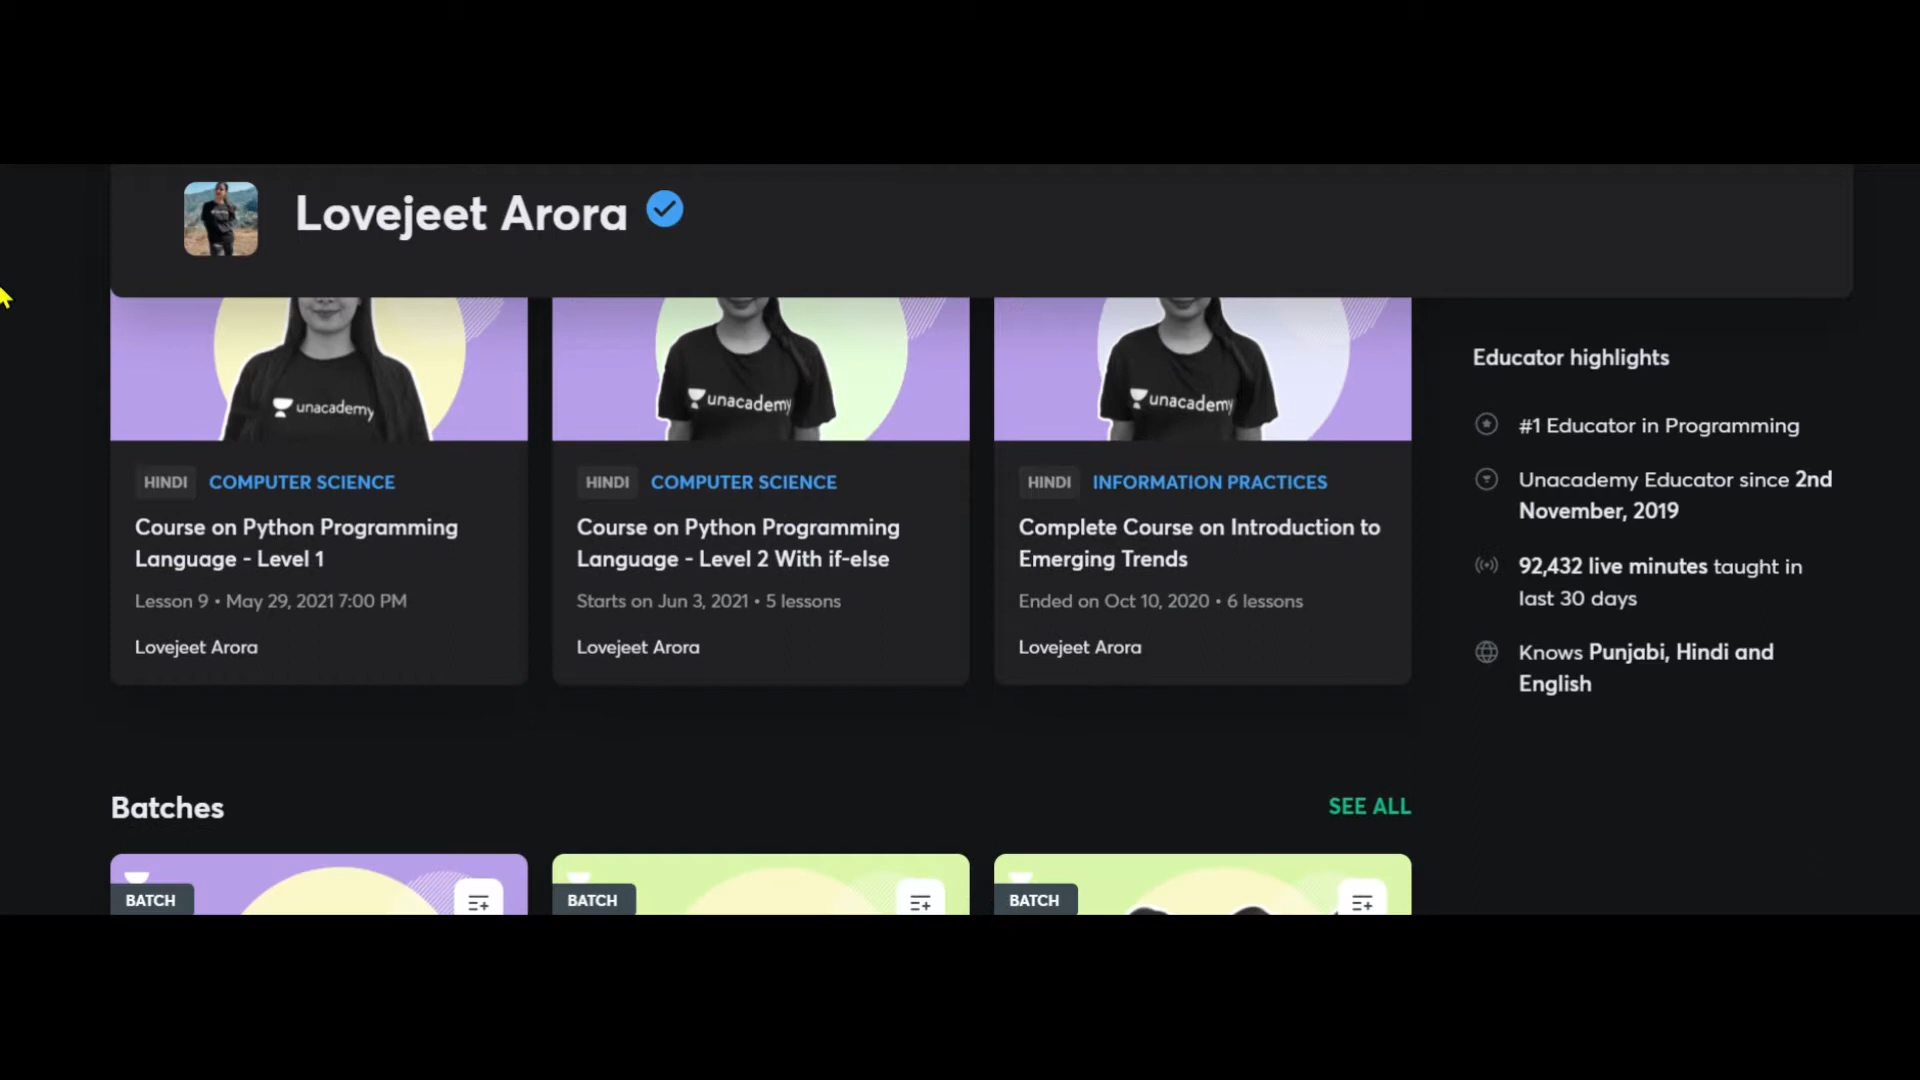 Lovejeet Arora
unacademy
unacademy
unacademy
HINDI COMPUTER SCIENCE
Course on Python Programming
Language - Level 1
Lesson 9 • May 29, 2021 7:00 PM
Lovejeet Arora
HINDI COMPUTER SCIENCE
Course on Python Programming
Language - Level 2 With if-else
Starts on Jun 3, 2021 • 5 lessons
Lovejeet Arora
HINDI INFORMATION PRACTICES
Complete Course on Introduction to
Emerging Trends
Ended on Oct 10, 2020 • 6 lessons
Lovejeet Arora
Educator highlights
#1 Educator in Programming
Unacademy Educator since 2nd
November, 2019
92,432 live minutes taught in
last 30 days
Knows Punjabi, Hindi and
English
Batches
SEE ALL
BATCH
BATCH
BATCH